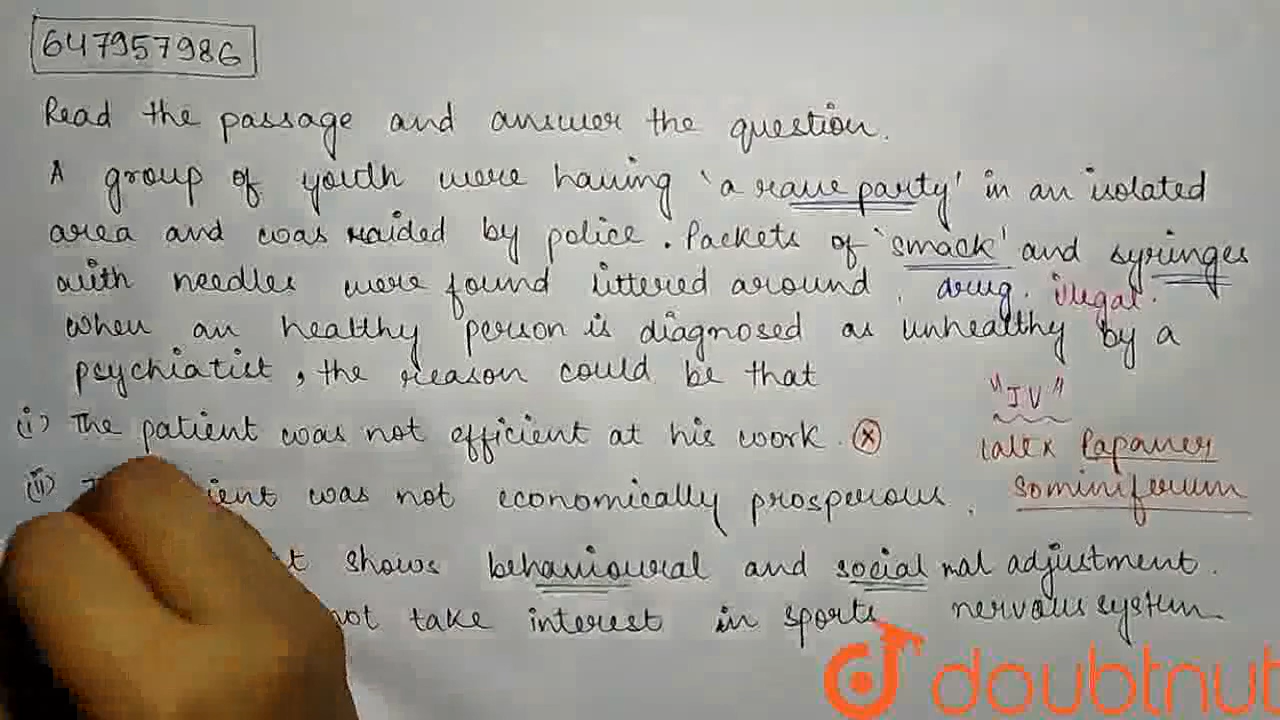 647957986
Read the passage and answer the question.
A group of youth were having 'a rave party' in an isolated
area and was raided by police. Packets of 'smack' and syringes
with needles were found littered around. drug. illegal.
When an healthy person is diagnosed as unhealthy by a
psychiatist, the reason could be that
(i) The patient was not efficient at his work. (x)
"IV"
latex Papaver
(ii) was not economically prosperous.
Sominiferum
shows behavioural and social mal adjustment.
not take interest in sports nervous system
doubtnut